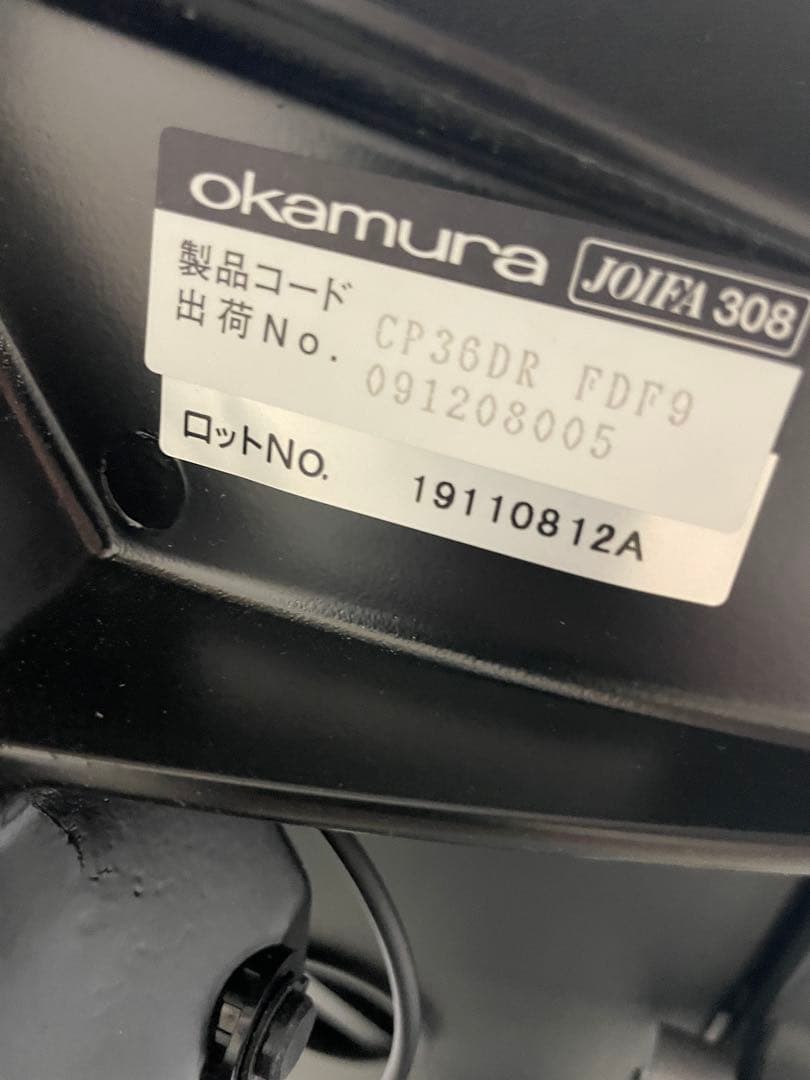 okamura JOIFA 308
製品コード CP36DR FDF9
出荷No. 091208005
ロットNO. 19110812A